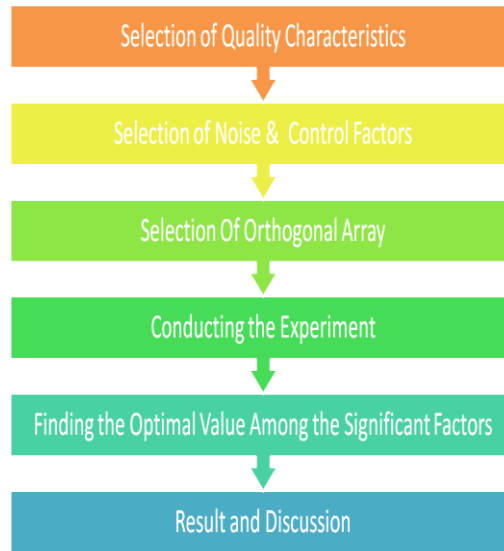 Selection of Quality Characteristics
Selection of Noise & Control Factors
Selection Of Orthogonal Array
Conducting the Experiment
Finding the Optimal Value Among the Significant Factors
Result and Discussion